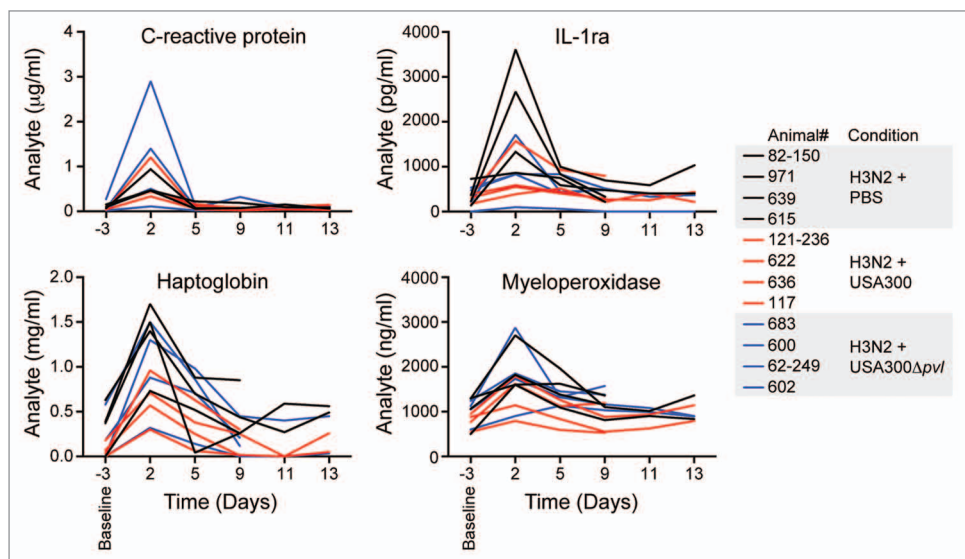 C-reactive protein
Analyte (µg/ml)
4
3
2
1
0
-3 2 5 9 11 13
IL-1ra
Analyte (pg/ml)
4000
3000
2000
1000
0
-3 2 5 9 11 13
Haptoglobin
Analyte (mg/ml)
2.0
1.5
1.0
0.5
0.0
-3 2 5 9 11 13
Baseline
Time (Days)
Myeloperoxidase
Analyte (ng/ml)
4000
3000
2000
1000
0
-3 2 5 9 11 13
Baseline
Time (Days)
Animal# Condition
82-150
971 H3N2 +
639 PBS
615
121-236
622 H3N2 +
636 USA300
117
683
600 H3N2 +
62-249 USA300Δpvl
602